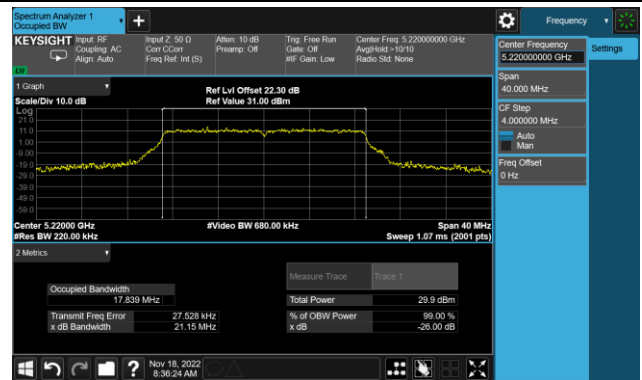 Spectrum Analyzer 1
Occupied BW
+
Frequency
KEYSIGHT
Input: RF
Coupling: AC
Align: Auto
Input Z: 50 Ω
Corr CCorr
Freq Ref: Int (S)
Atten: 10 dB
Preamp: Off
Trig: Free Run
Gate: Off
#IF Gain: Low
Center Freq: 5.220000000 GHz
Avg|Hold:>10/10
Radio Std: None
Center Frequency
5.220000000 GHz
Settings
Span
40.000 MHz
CF Step
4.000000 MHz
Auto
Man
Freq Offset
0 Hz
1 Graph
Scale/Div 10.0 dB
Ref Lvl Offset 22.30 dB
Ref Value 31.00 dBm
Log
21.0
11.0
1.00
-9.00
-19.0
-29.0
-39.0
-49.0
-59.0
Center 5.22000 GHz
#Res BW 220.00 kHz
#Video BW 680.00 kHz
Span 40 MHz
Sweep 1.07 ms (2001 pts)
2 Metrics
Measure Trace
Trace 1
Occupied Bandwidth
17.839 MHz
Total Power
29.9 dBm
Transmit Freq Error
27.528 kHz
% of OBW Power
99.00 %
x dB Bandwidth
21.15 MHz
x dB
-26.00 dB
?
Nov 18, 2022
8:36:24 AM